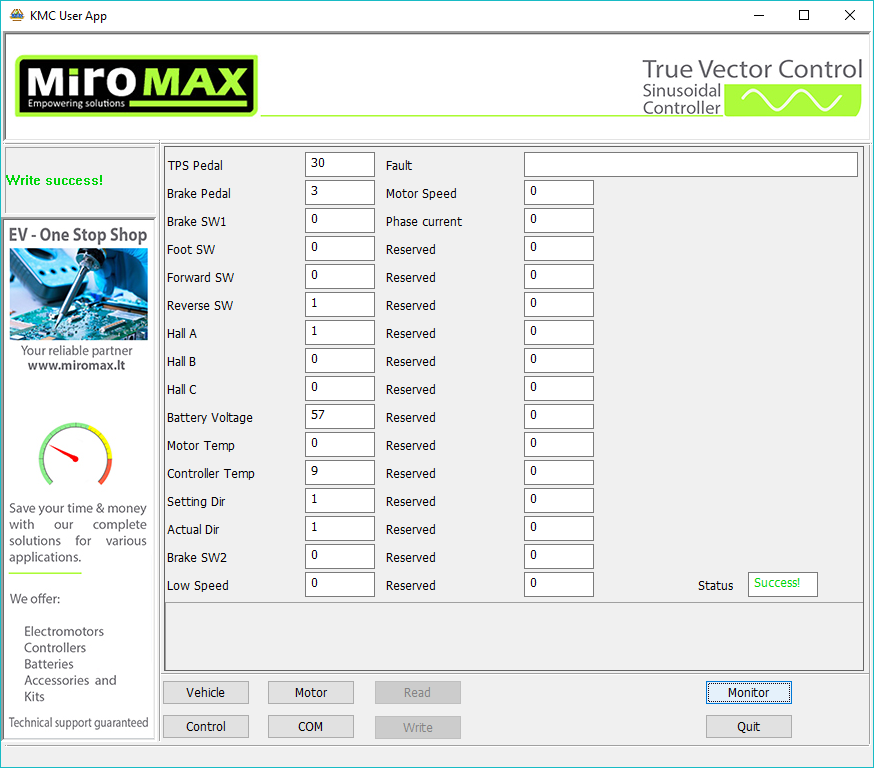 KMC User App
MiroMAX
Empowering solutions
True Vector Control
Sinusoidal
Controller
Write success!
EV - One Stop Shop
Your reliable partner
www.miromax.lt
Save your time & money
with our complete
solutions for various
applications.
We offer:
Electromotors
Controllers
Batteries
Accessories and
Kits
Technical support guaranteed
TPS Pedal 30 Fault
Brake Pedal 3 Motor Speed 0
Brake SW1 0 Phase current 0
Foot SW 0 Reserved 0
Forward SW 0 Reserved 0
Reverse SW 1 Reserved 0
Hall A 1 Reserved 0
Hall B 0 Reserved 0
Hall C 0 Reserved 0
Battery Voltage 57 Reserved 0
Motor Temp 0 Reserved 0
Controller Temp 9 Reserved 0
Setting Dir 1 Reserved 0
Actual Dir 1 Reserved 0
Brake SW2 0 Reserved 0
Low Speed 0 Reserved 0 Status Success!
Vehicle Motor Read Monitor
Control COM Write Quit